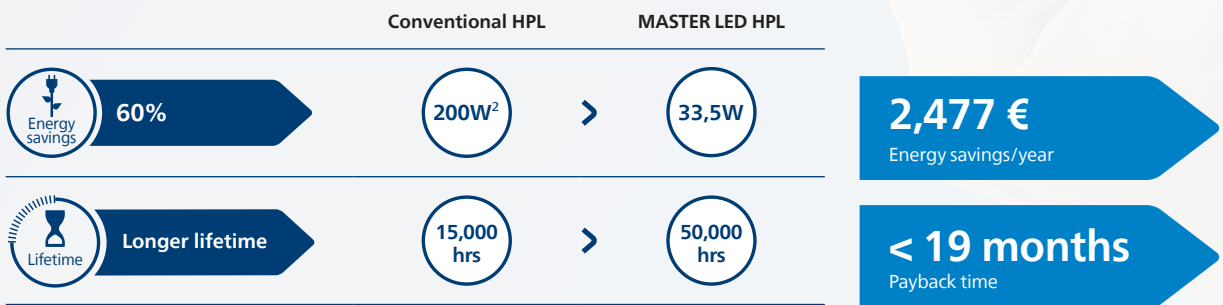 Conventional HPL
MASTER LED HPL
Energy
savings
60%
200W²
>
33,5W
2,477 €
Energy savings/year
Lifetime
Longer lifetime
15,000
hrs
>
50,000
hrs
< 19 months
Payback time